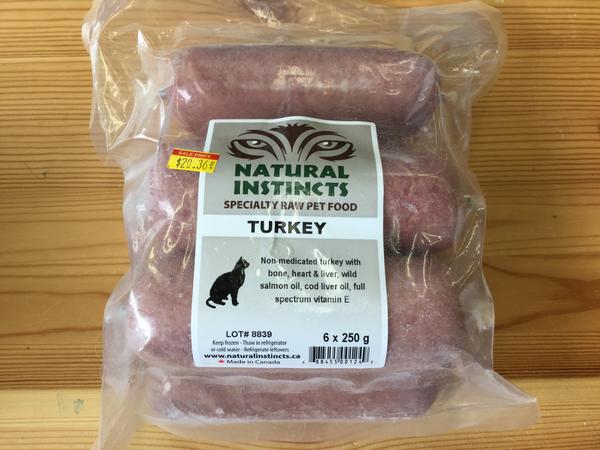 SALE PRICE
$20.36
NATURAL
INSTINCTS
SPECIALTY RAW PET FOOD
TURKEY
Non-medicated turkey with
bone, heart & liver, wild
salmon oil, cod liver oil, full
spectrum vitamin E
LOT# 8839
6 x 250 g
Keep frozen - Thaw in refrigerator
or cold water - Refrigerate leftovers
www.naturalinstincts.ca
Made in Canada